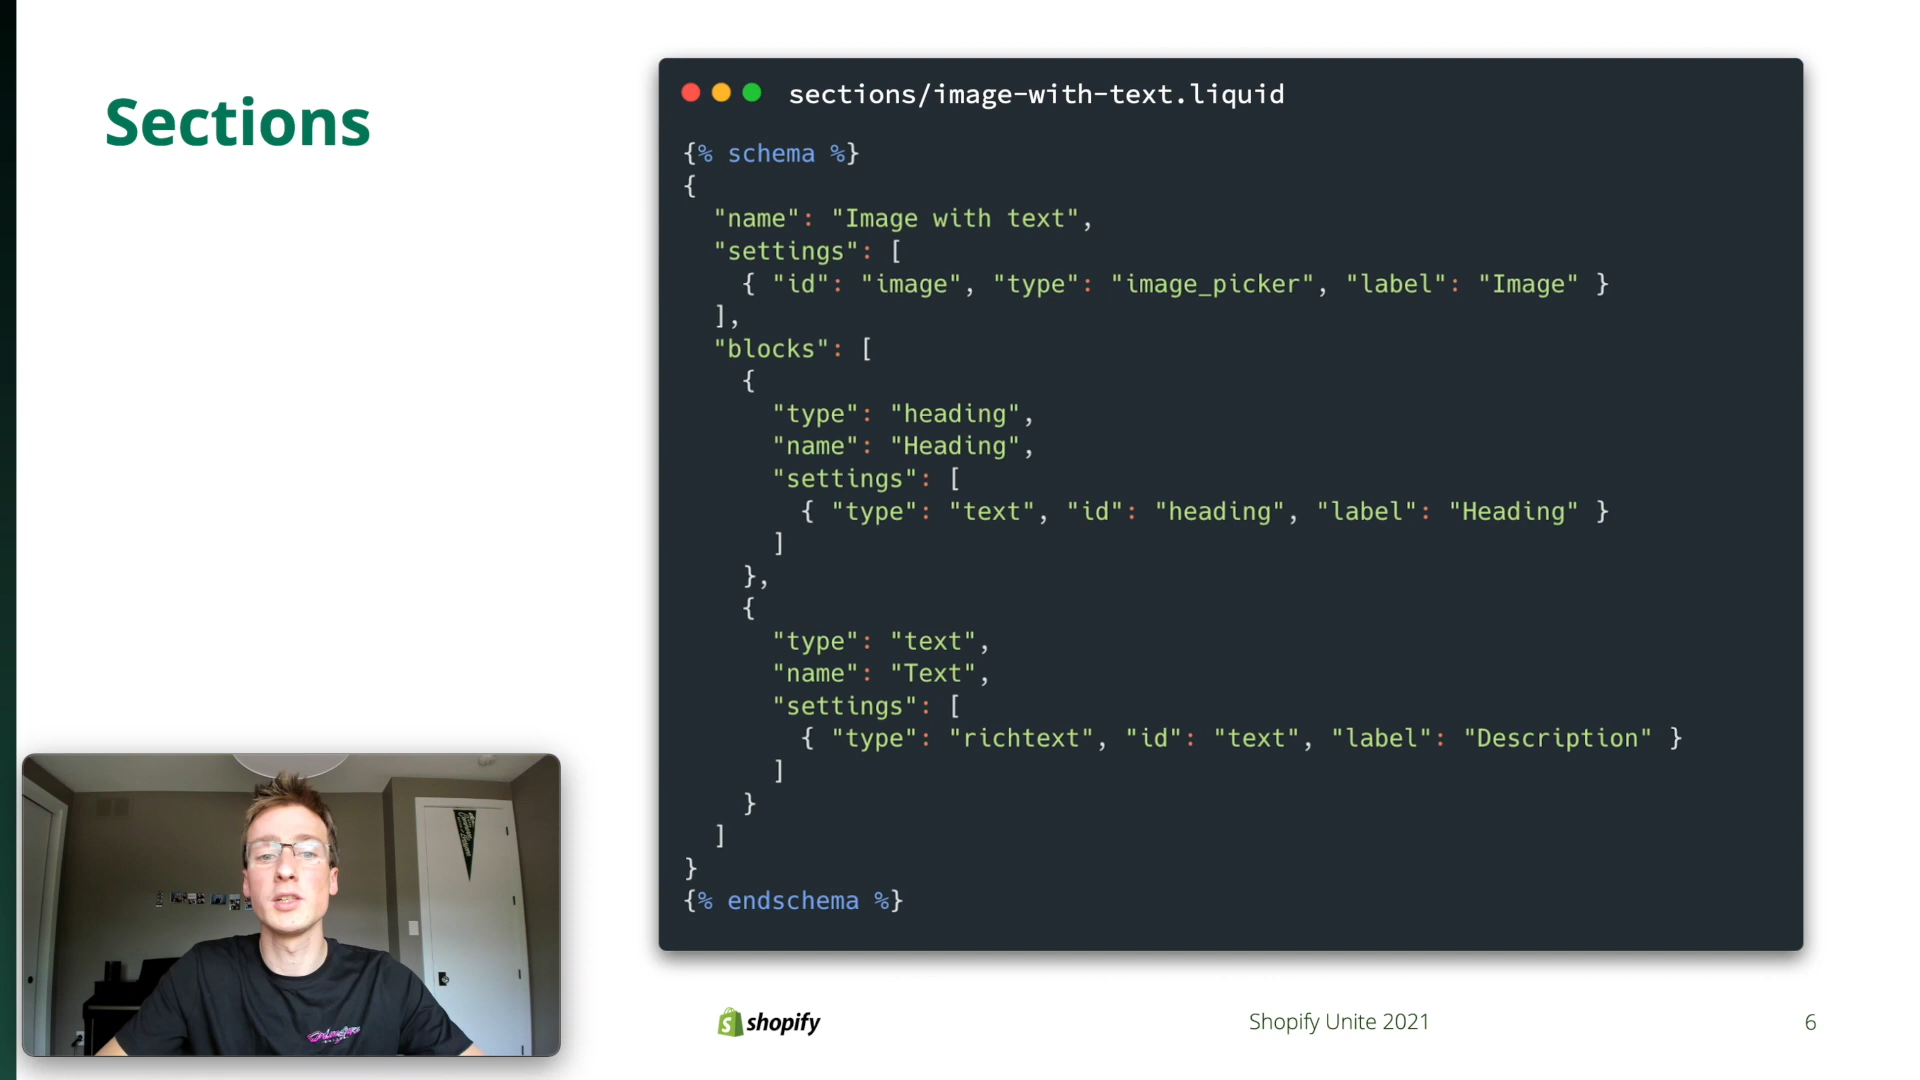 Sections
sections/image-with-text.liquid
{% schema %}
{
  "name": "Image with text",
  "settings": [
    { "id": "image", "type": "image_picker", "label": "Image" }
  ],
  "blocks": [
    {
      "type": "heading",
      "name": "Heading",
      "settings": [
        { "type": "text", "id": "heading", "label": "Heading" }
      ]
    },
    {
      "type": "text",
      "name": "Text",
      "settings": [
        { "type": "richtext", "id": "text", "label": "Description" }
      ]
    }
  ]
}
{% endschema %}
shopify
Shopify Unite 2021
6